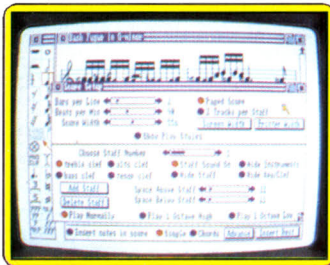 Bach Fugue in G-minor
Score Setup
Bars per Line
Beats per Min
Score Width
Paged Score
2 Tracks per Staff
Screen Width Printer Width
Show Play Staves
Choose Staff Number
treble clef alto clef
bass clef tenor clef
Staff Sound On Hide Instruments
Mute Staff Hide Key/Clef
Add Staff
Delete Staff
Space Above Staff
Space Below Staff
Play Normally Play 1 Octave High Play 1 Octave Low
Insert notes in score Single Chords Advance Insert Rest